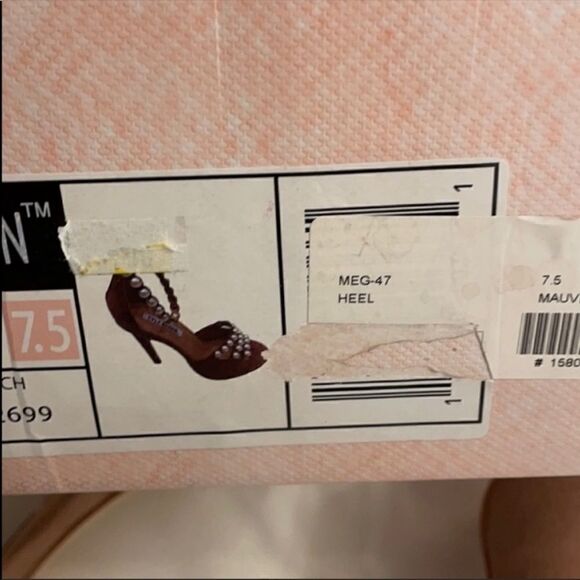 N™
7.5
CH
2699
1
MEG-47
HEEL
7.5
MAUV
# 1580
1